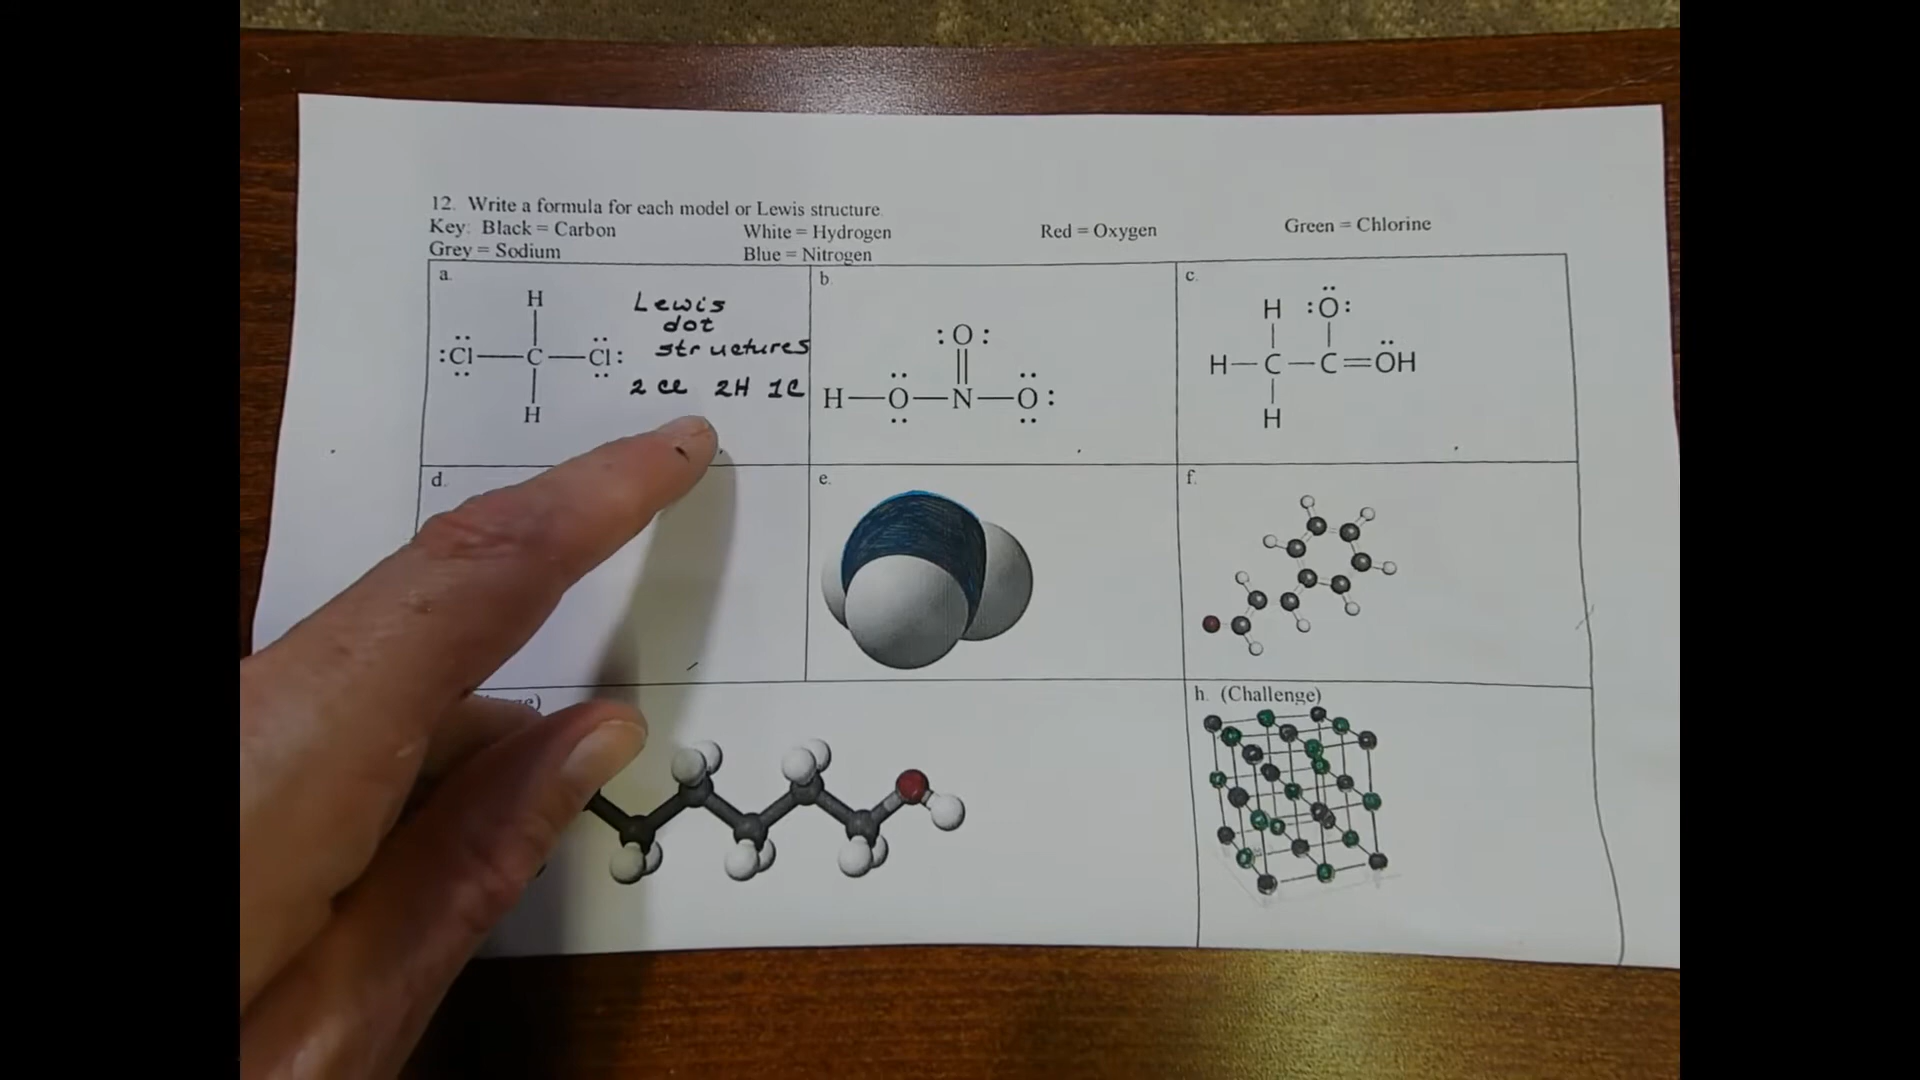 12. Write a formula for each model or Lewis structure.
Key: Black = Carbon White = Hydrogen Red = Oxygen Green = Chlorine
Grey = Sodium Blue = Nitrogen
a.
H
:Cl—C—Cl:
H
Lewis
dot
structures
2 Cl 2H 1C
b.
:O:
H—O—N—O:
c.
H :O:
H—C—C=OH
H
d.
e.
f.
h. (Challenge)